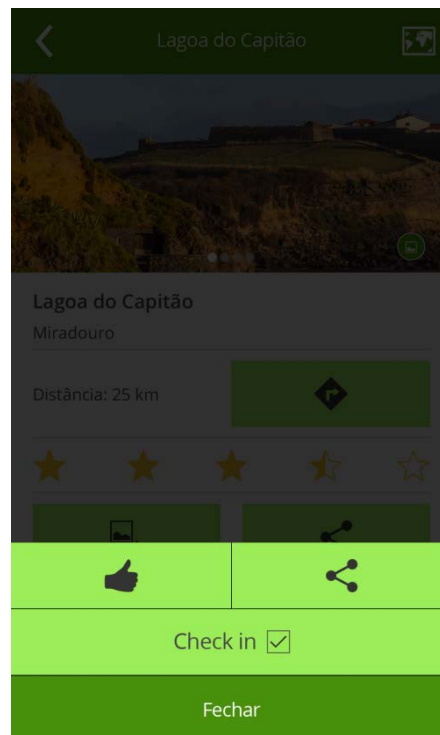 Lagoa do Capitão
Lagoa do Capitão
Miradouro
Distância: 25 km
Check in
Fechar